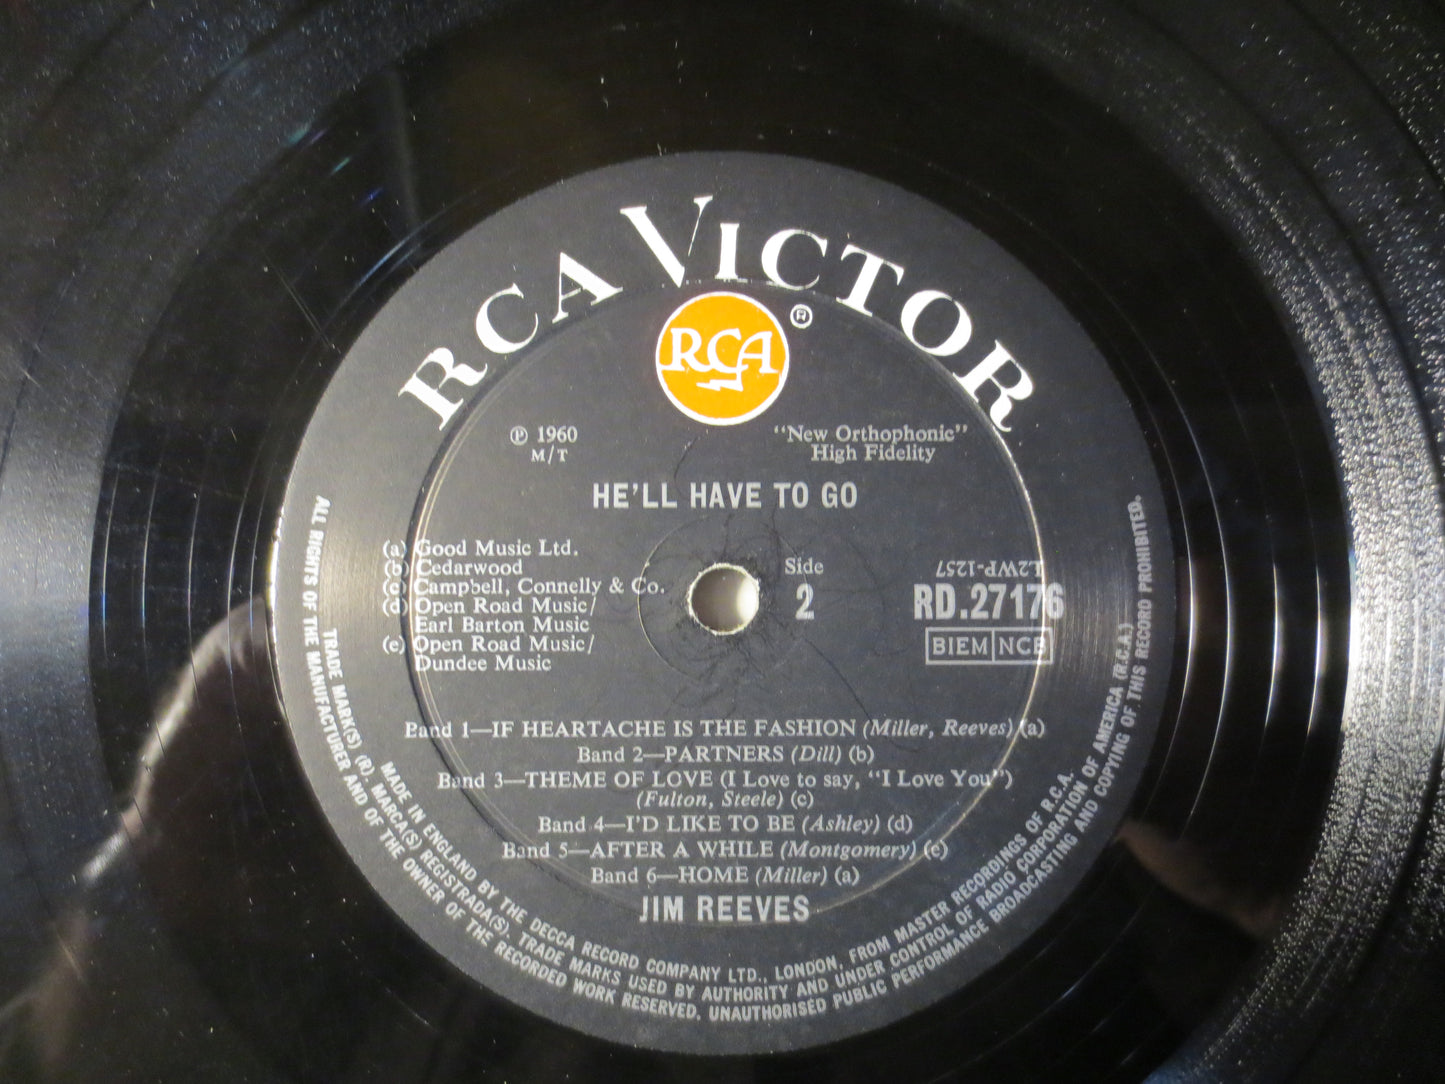 RCA VICTOR
RCA
®
℗ 1960
M/T
"New Orthophonic"
High Fidelity
HE'LL HAVE TO GO
(a) Good Music Ltd.
(b) Cedarwood
(c) Campbell, Connelly & Co.
(d) Open Road Music/
Earl Barton Music
(e) Open Road Music/
Dundee Music
Side
2
L2WP-1257
RD.27176
BIEM NCB
Band 1—IF HEARTACHE IS THE FASHION (Miller, Reeves) (a)
Band 2—PARTNERS (Dill) (b)
Band 3—THEME OF LOVE (I Love to say, "I Love You")
(Fulton, Steele) (c)
Band 4—I'D LIKE TO BE (Ashley) (d)
Band 5—AFTER A WHILE (Montgomery) (e)
Band 6—HOME (Miller) (a)
JIM REEVES
MADE IN ENGLAND BY THE DECCA RECORD COMPANY LTD., LONDON, FROM MASTER RECORDINGS OF R.C.A.
TRADE MARK(S) (R). MARCA(S) REGISTRADA(S). TRADE MARKS USED BY AUTHORITY AND UNDER CONTROL OF RADIO CORPORATION OF AMERICA (R.C.A.)
ALL RIGHTS OF THE MANUFACTURER AND OF THE OWNER OF THE RECORDED WORK RESERVED. UNAUTHORISED PUBLIC PERFORMANCE BROADCASTING AND COPYING OF THIS RECORD PROHIBITED.